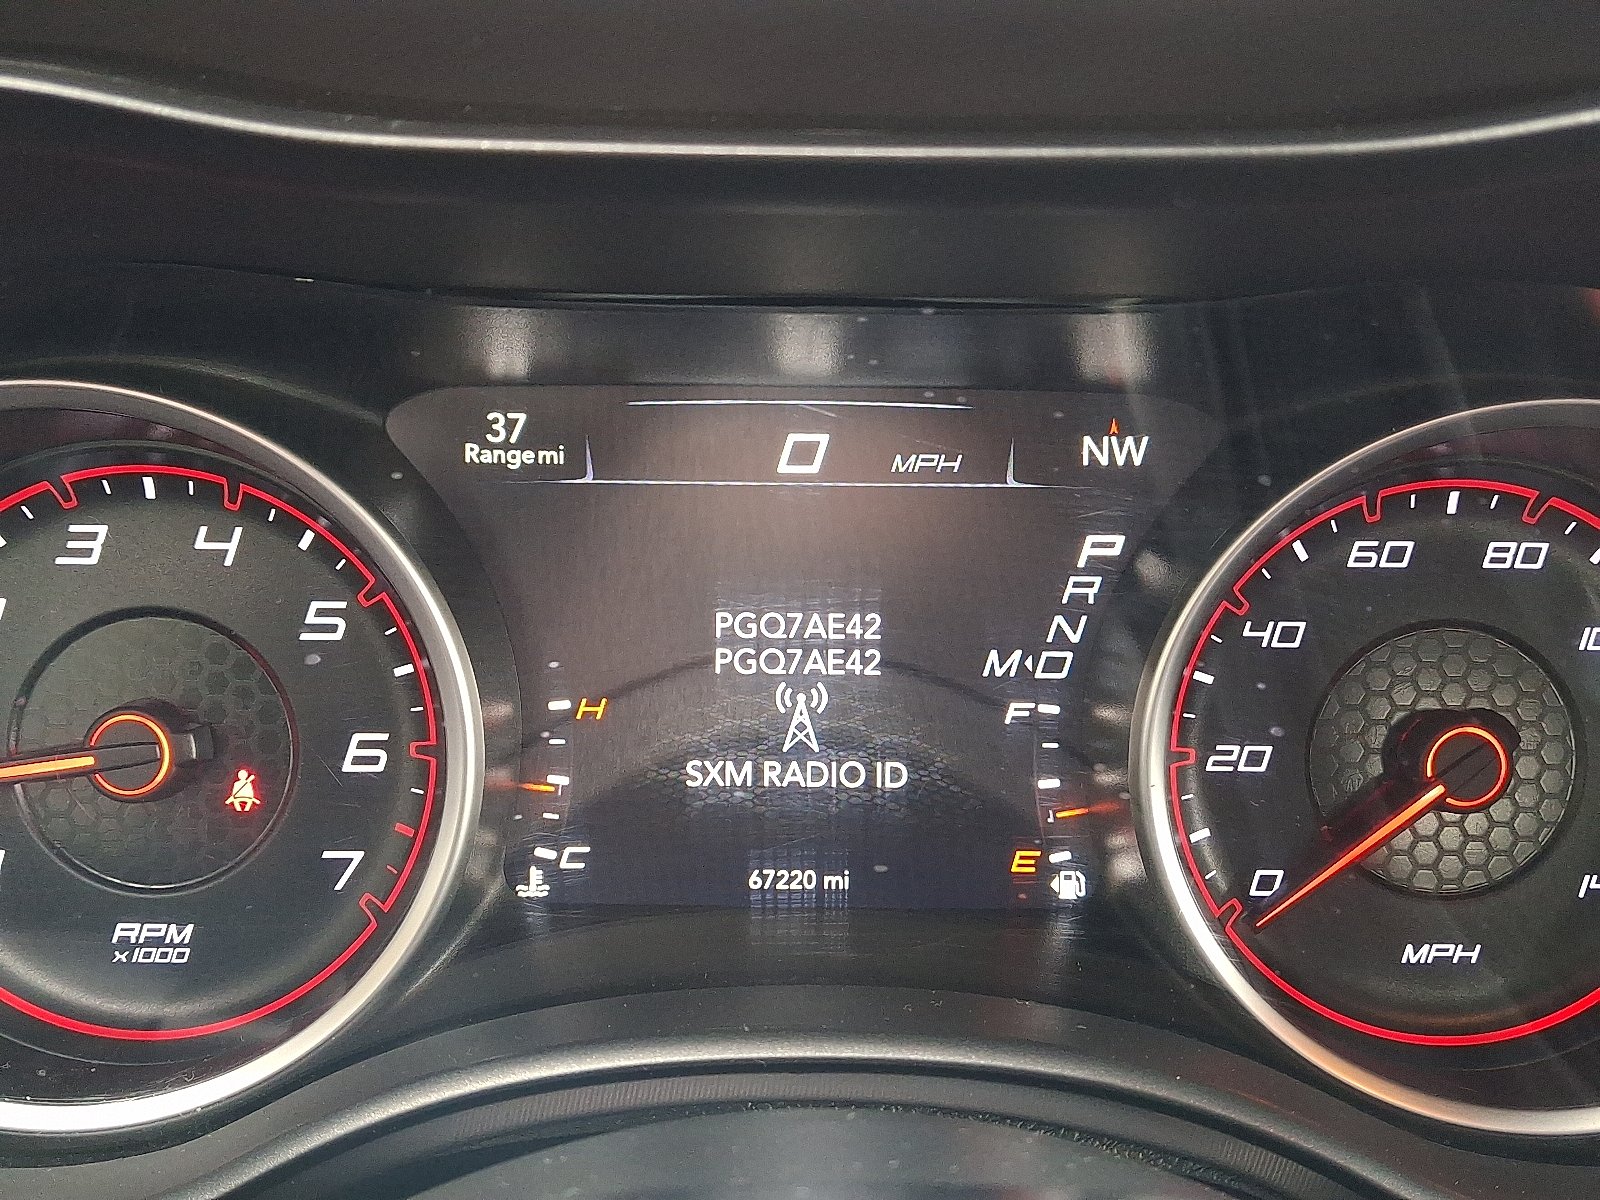 37
Range mi
0 MPH
NW
P
R
N
M D
PGQ7AE42
PGQ7AE42
SXM RADIO ID
67220 mi
H
C
F
E
3
4
5
6
7
RPM
x1000
0
20
40
60
80
MPH